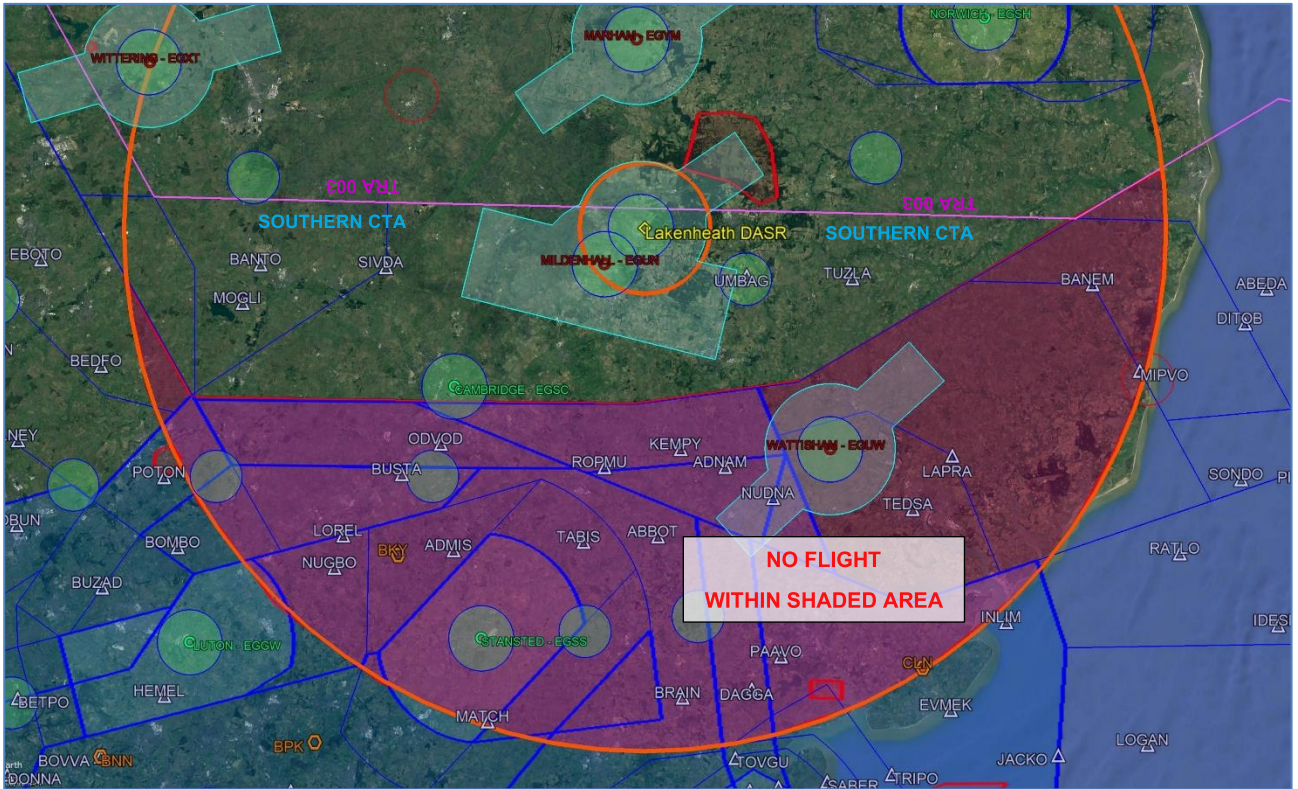 NORWICH - EGSH
MARHAM - EGYM
WITTERING - EGXT
TRA 003
TRA 003
SOUTHERN CTA
SOUTHERN CTA
Lakenheath DASR
EBOTO
BANTO
SIVDA
MILDENHALL - EGUN
UMBAG
TUZLA
BANEM
ABEDA
MOGLI
DITOB
BEDFO
MIPVO
CAMBRIDGE - EGSC
NEY
ODVOD
KEMPY
WATTISHAM - EGUW
POTON
BUSTA
ROPMU
ADNAM
LAPRA
SONDO
PI
NUDNA
TEDSA
OBUN
LOREL
TABIS
ABBOT
BOMBO
BKY
ADMIS
RATLO
NUGBO
NO FLIGHT
WITHIN SHADED AREA
BUZAD
INLIM
IDESI
LUTON - EGGW
STANSTED - EGSS
PAAVO
CLN
HEMEL
BRAIN
DAGGA
BETPO
EVMEK
MATCH
BPK
LOGAN
BOVVA
BNN
TOVGU
JACKO
arth
DONNA
SABER
TRIPO